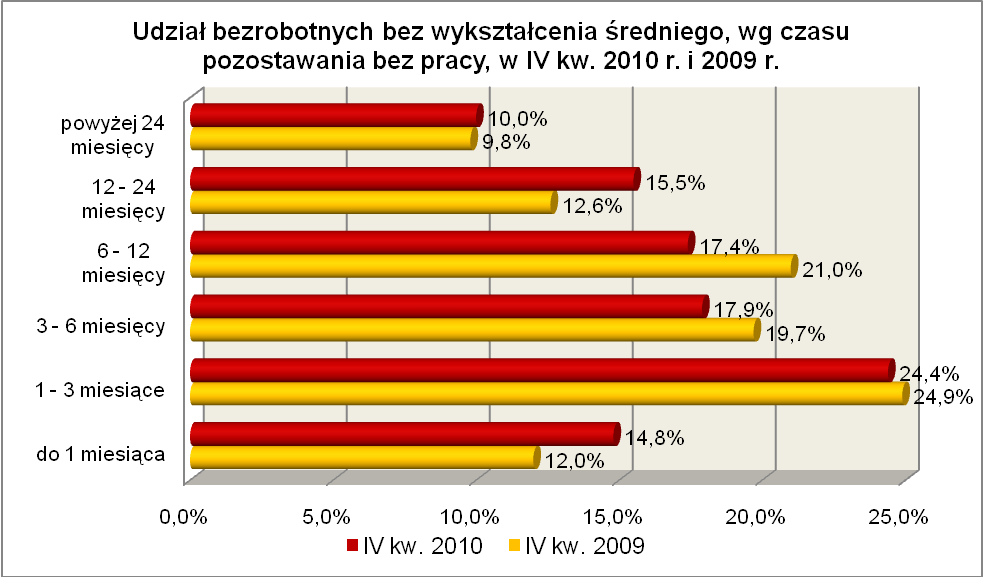 Udział bezrobotnych bez wykształcenia średniego, wg czasu
pozostawania bez pracy, w IV kw. 2010 r. i 2009 r.
powyżej 24
miesięcy
10,0%
9,8%
12 - 24
miesięcy
15,5%
12,6%
6 - 12
miesięcy
17,4%
21,0%
3 - 6 miesięcy
17,9%
19,7%
1 - 3 miesiące
24,4%
24,9%
do 1 miesiąca
14,8%
12,0%
0,0% 5,0% 10,0% 15,0% 20,0% 25,0%
IV kw. 2010 IV kw. 2009